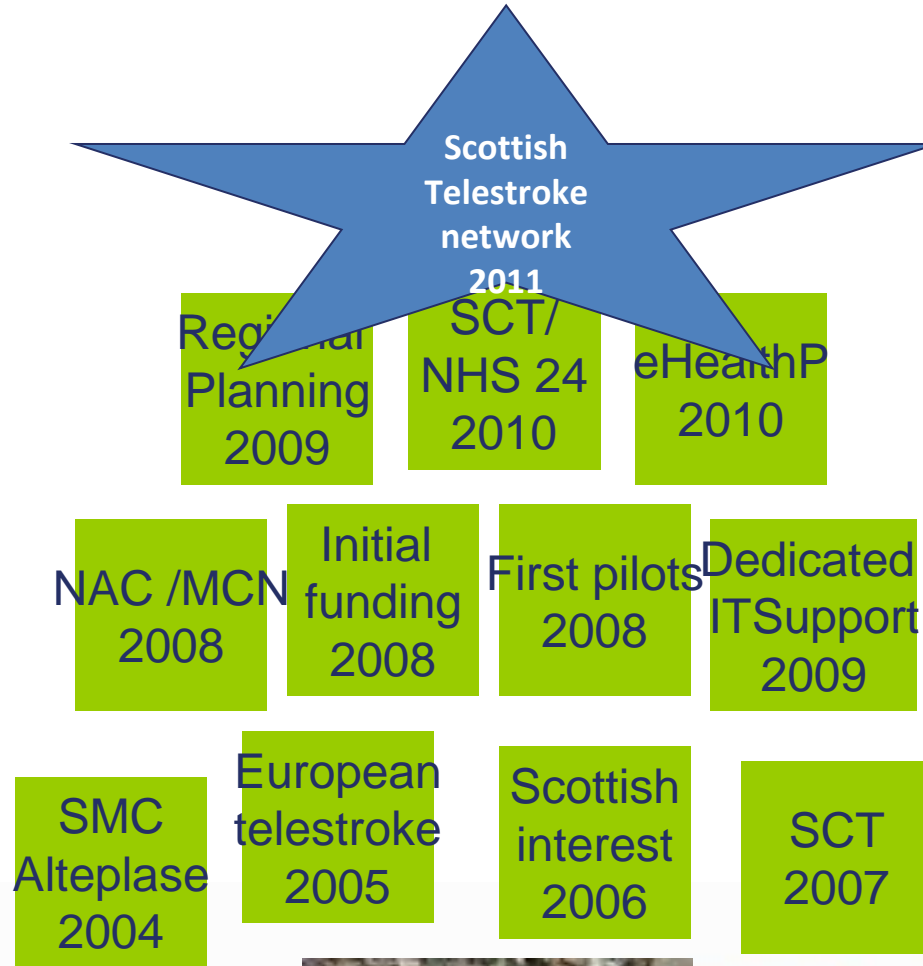 Scottish
Telestroke
network
2011
Regional
Planning
2009
SCT/
NHS 24
2010
eHealthP
2010
NAC /MCN
2008
Initial
funding
2008
First pilots
2008
Dedicated
ITSupport
2009
SMC
Alteplase
2004
European
telestroke
2005
Scottish
interest
2006
SCT
2007